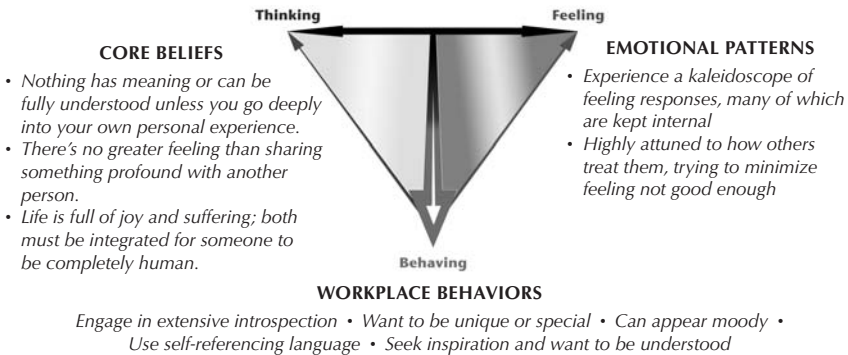 Thinking
Feeling
CORE BELIEFS
• Nothing has meaning or can be
fully understood unless you go deeply
into your own personal experience.
• There's no greater feeling than sharing
something profound with another
person.
• Life is full of joy and suffering; both
must be integrated for someone to
be completely human.
EMOTIONAL PATTERNS
• Experience a kaleidoscope of
feeling responses, many of which
are kept internal
• Highly attuned to how others
treat them, trying to minimize
feeling not good enough
Behaving
WORKPLACE BEHAVIORS
Engage in extensive introspection • Want to be unique or special • Can appear moody •
Use self-referencing language • Seek inspiration and want to be understood